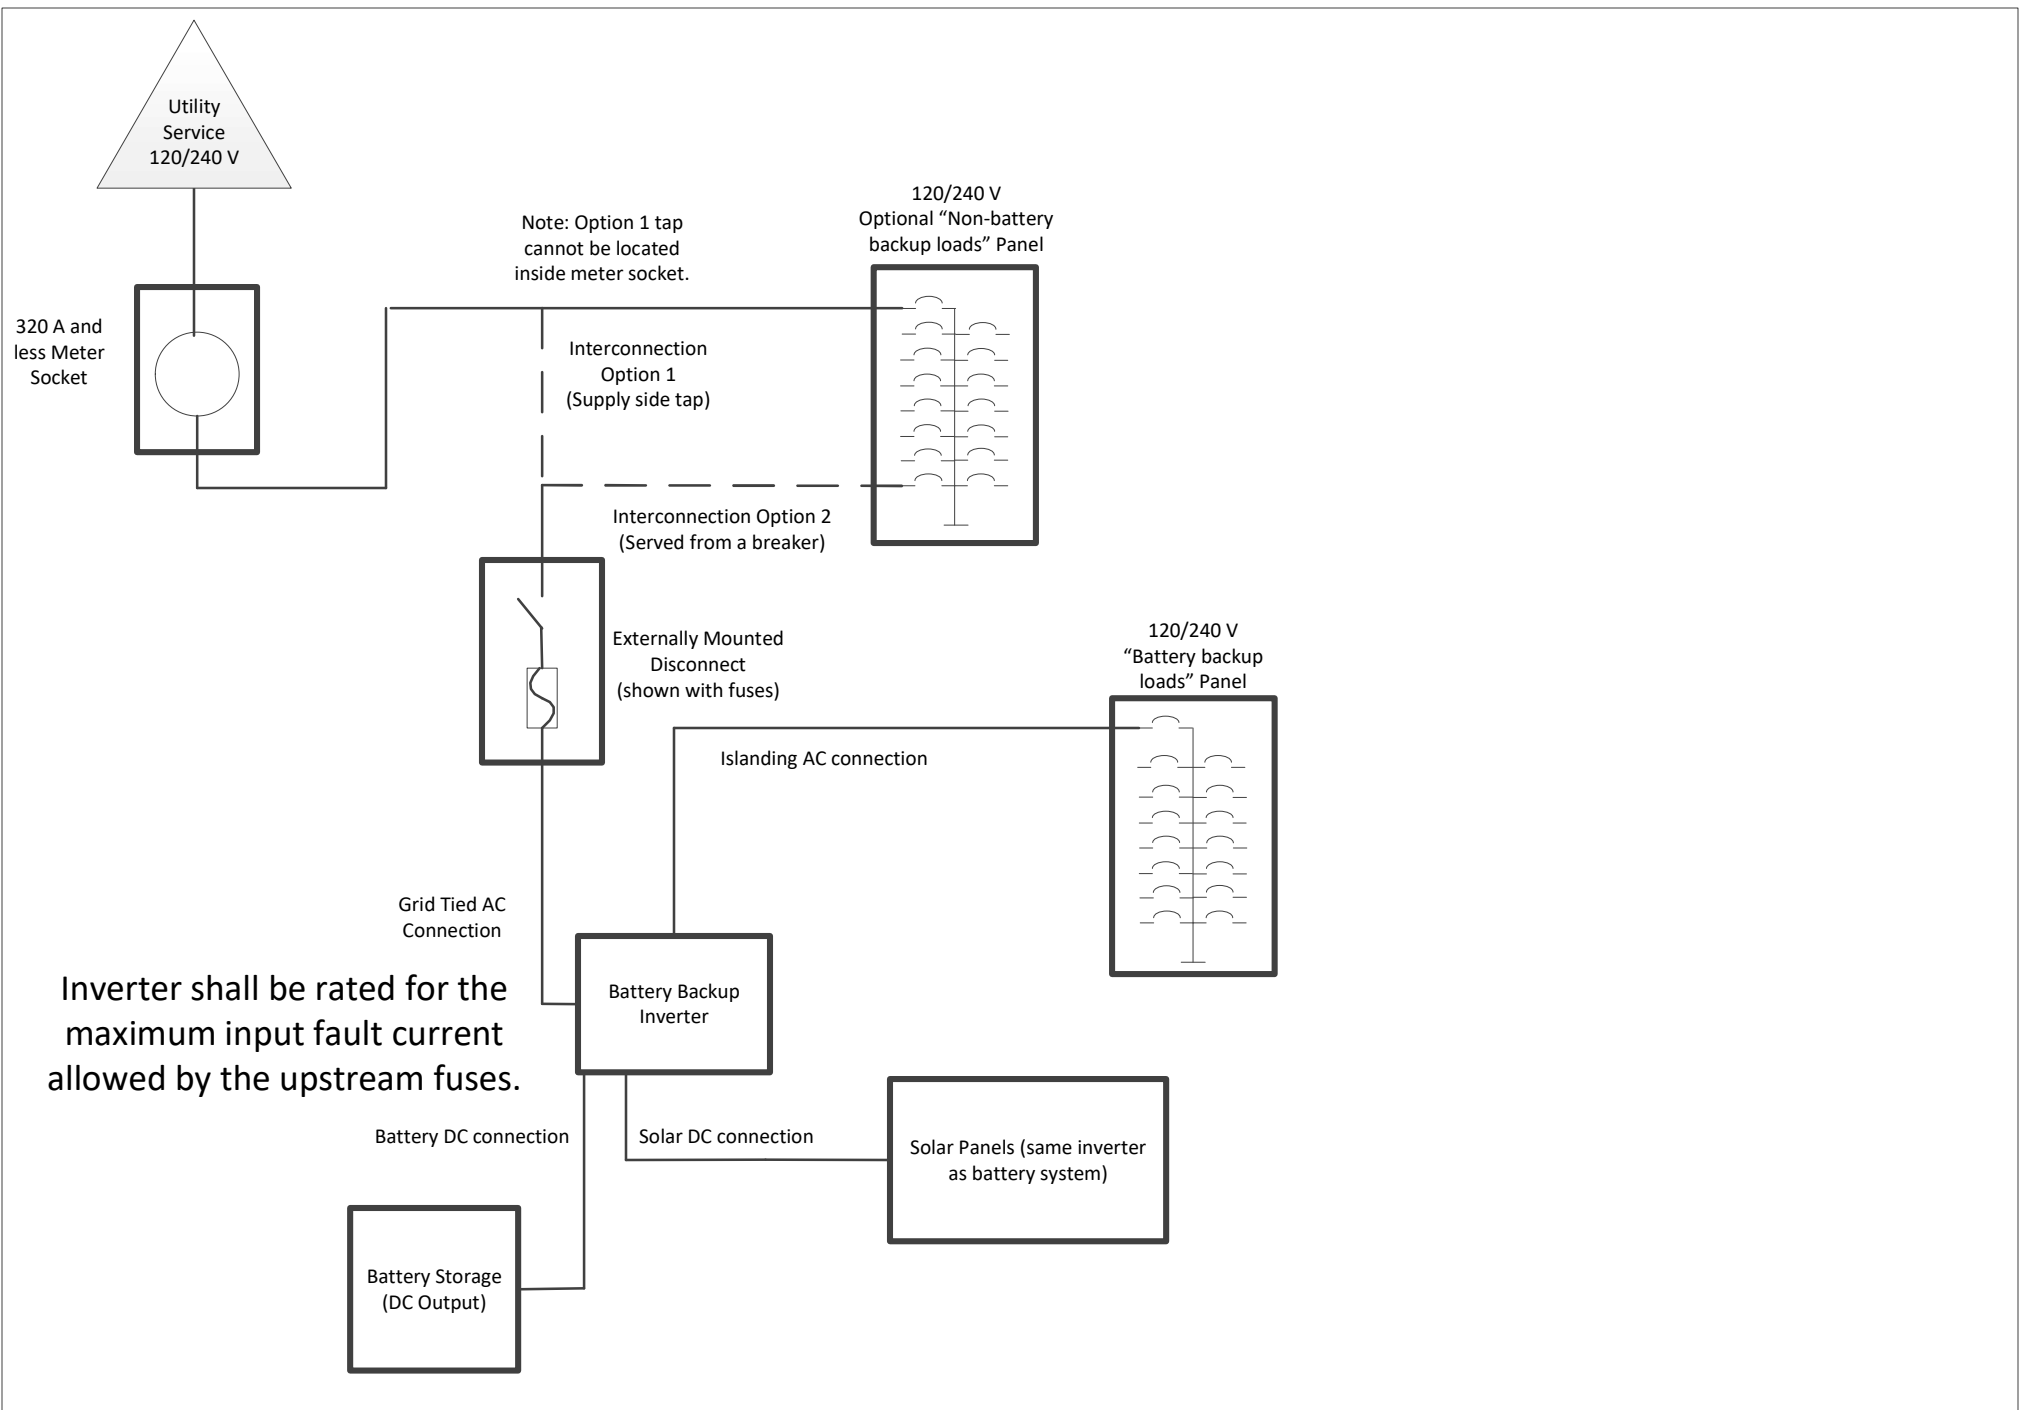 Utility
Service
120/240 V
320 A and
less Meter
Socket
Note: Option 1 tap
cannot be located
inside meter socket.
120/240 V
Optional “Non-battery
backup loads” Panel
Interconnection
Option 1
(Supply side tap)
Interconnection Option 2
(Served from a breaker)
Externally Mounted
Disconnect
(shown with fuses)
120/240 V
“Battery backup
loads” Panel
Islanding AC connection
Grid Tied AC
Connection
Inverter shall be rated for the
maximum input fault current
allowed by the upstream fuses.
Battery Backup
Inverter
Battery DC connection
Solar DC connection
Solar Panels (same inverter
as battery system)
Battery Storage
(DC Output)